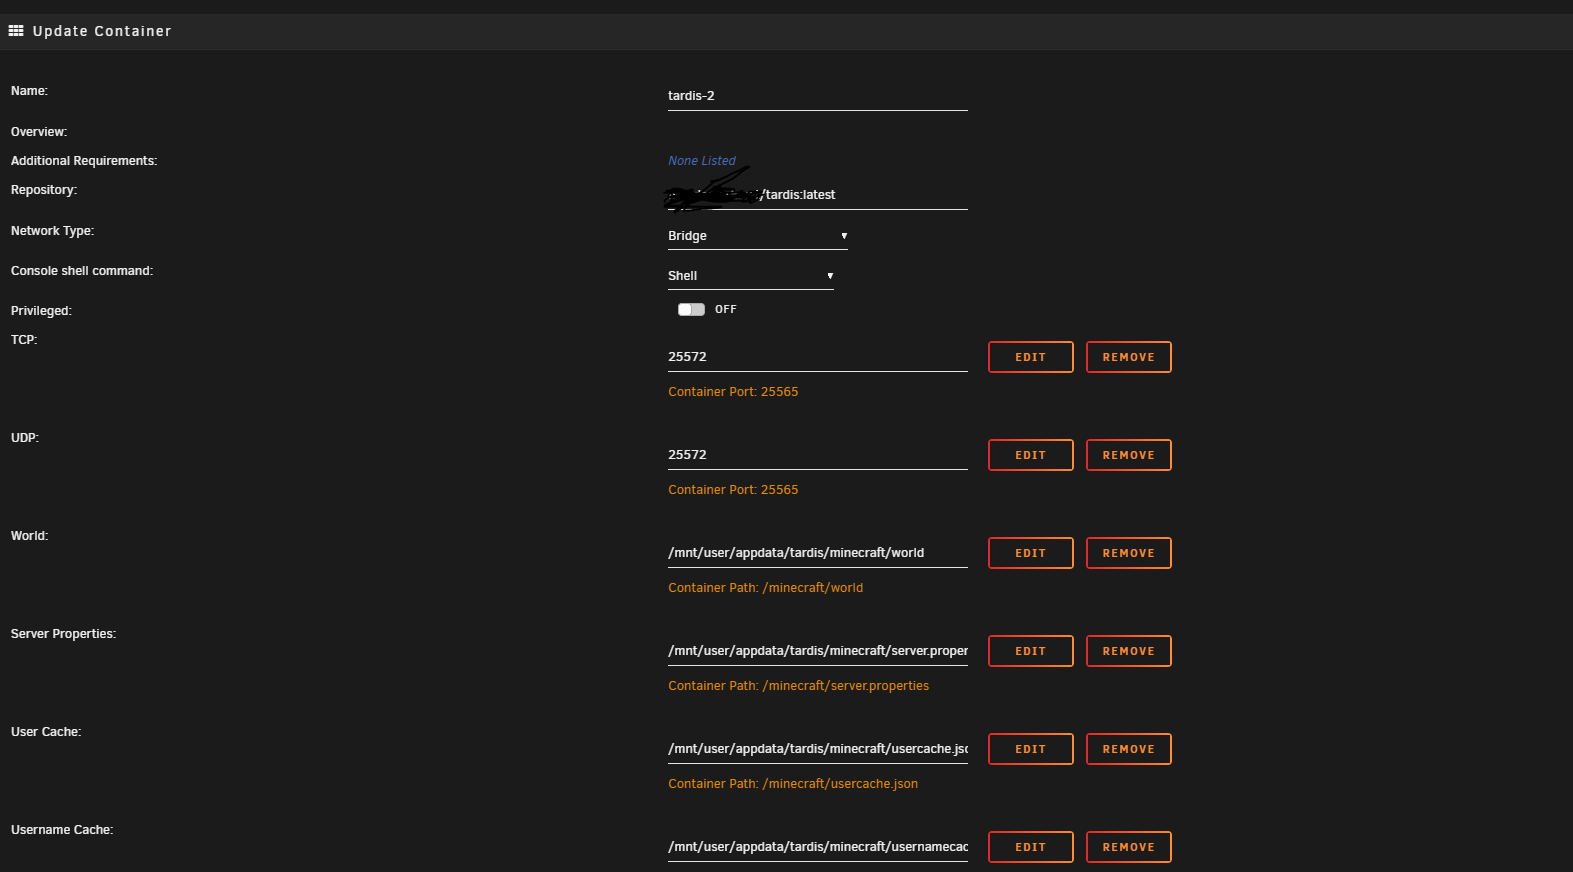 Update Container
Name:
tardis-2
Overview:
Additional Requirements:
None Listed
Repository:
/tardis:latest
Network Type:
Bridge
Console shell command:
Shell
Privileged:
OFF
TCP:
25572
EDIT
REMOVE
Container Port: 25565
UDP:
25572
EDIT
REMOVE
Container Port: 25565
World:
/mnt/user/appdata/tardis/minecraft/world
EDIT
REMOVE
Container Path: /minecraft/world
Server Properties:
/mnt/user/appdata/tardis/minecraft/server.proper
EDIT
REMOVE
Container Path: /minecraft/server.properties
User Cache:
/mnt/user/appdata/tardis/minecraft/usercache.jso
EDIT
REMOVE
Container Path: /minecraft/usercache.json
Username Cache:
/mnt/user/appdata/tardis/minecraft/usernamecac
EDIT
REMOVE